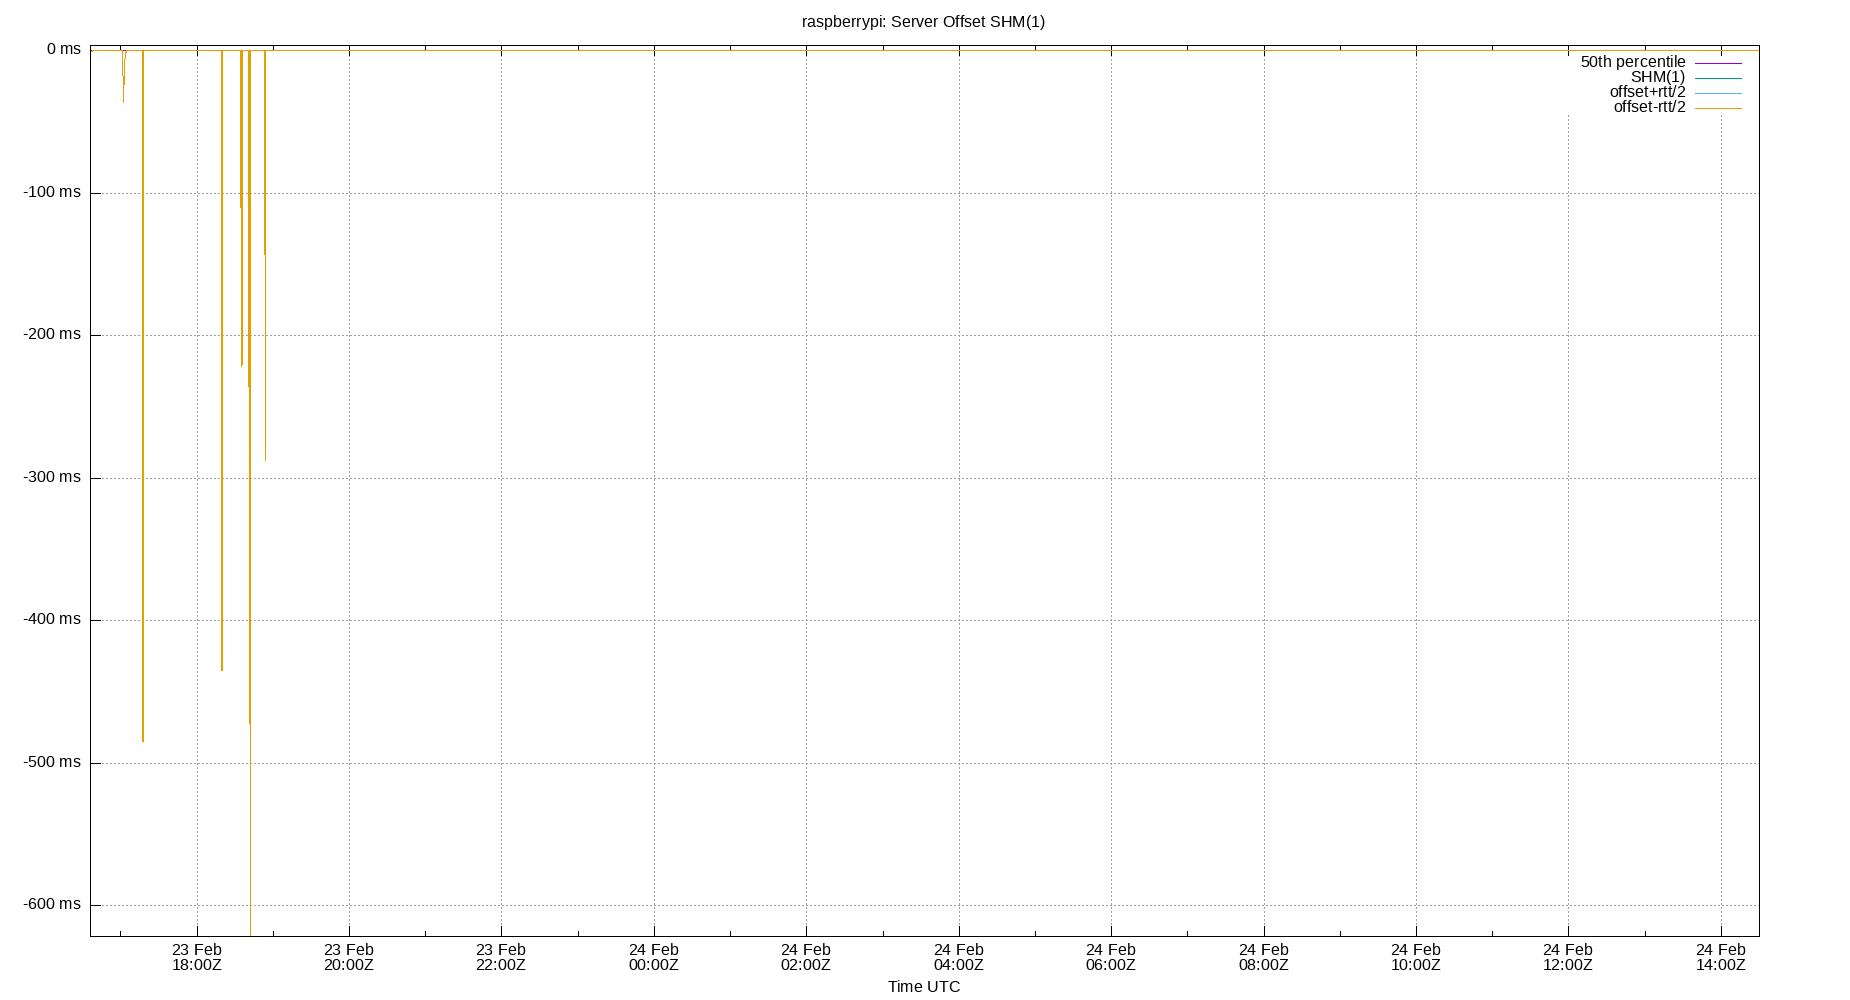 raspberrypi: Server Offset SHM(1)
0 ms
-100 ms
-200 ms
-300 ms
-400 ms
-500 ms
-600 ms
50th percentile
SHM(1)
offset+rtt/2
offset-rtt/2
23 Feb 23 Feb 23 Feb 24 Feb 24 Feb 24 Feb 24 Feb 24 Feb 24 Feb 24 Feb 24 Feb
18:00Z 20:00Z 22:00Z 00:00Z 02:00Z 04:00Z 06:00Z 08:00Z 10:00Z 12:00Z 14:00Z
Time UTC